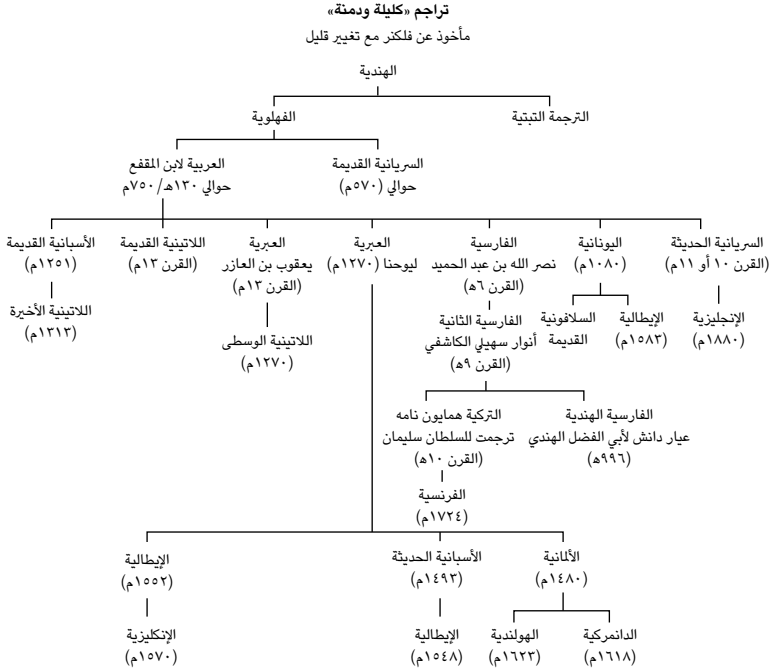 تراجم «كليلة ودمنة»
مأخوذ عن فلكنر مع تغيير قليل
الهندية
الترجمة التبتية
الفهلوية
السريانية القديمة
حوالي (٥٧٠م)
العربية لابن المقفع
حوالي ١٣٠هـ/٧٥٠م
السريانية الحديثة
(القرن ١٠ أو ١١م)
اليونانية
(١٠٨٠م)
الفارسية
نصر الله بن عبد الحميد
(القرن ٦ه)
العبرية
ليوحنا (١٢٧٠م)
العبرية
يعقوب بن العازر
(القرن ١٣م)
اللاتينية القديمة
(القرن ١٣م)
الأسبانية القديمة
(١٢٥١م)
الإنجليزية
(١٨٨٠م)
الإيطالية
(١٥٨٣م)
السلافونية
القديمة
الفارسية الثانية
أنوار سهيلي الكاشفي
(القرن ٩ه)
اللاتينية الوسطى
(١٢٧٠م)
اللاتينية الأخيرة
(١٣١٣م)
الفارسية الهندية
عيار دانش لأبي الفضل الهندي
(٩٩٦ه)
التركية همايون نامه
ترجمت للسلطان سليمان
(القرن ١٠ه)
الفرنسية
(١٧٢٤م)
الألمانية
(١٤٨٠م)
الأسبانية الحديثة
(١٤٩٣م)
الإيطالية
(١٥٥٢م)
الدانمركية
(١٦١٨م)
الهولندية
(١٦٢٣م)
الإيطالية
(١٥٤٨م)
الإنكليزية
(١٥٧٠م)